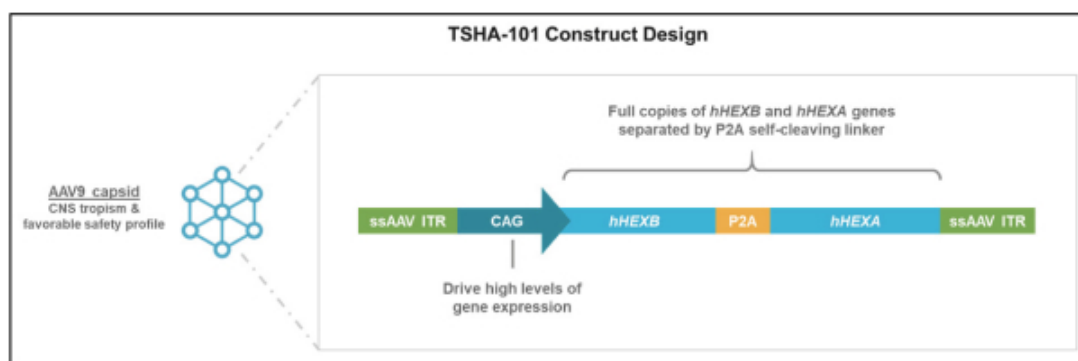 TSHA-101 Construct Design
Full copies of hHEXB and hHEXA genes
separated by P2A self-cleaving linker
AAV9 capsid
CNS tropism &
favorable safety profile
ssAAV ITR CAG hHEXB P2A hHEXA ssAAV ITR
Drive high levels of
gene expression